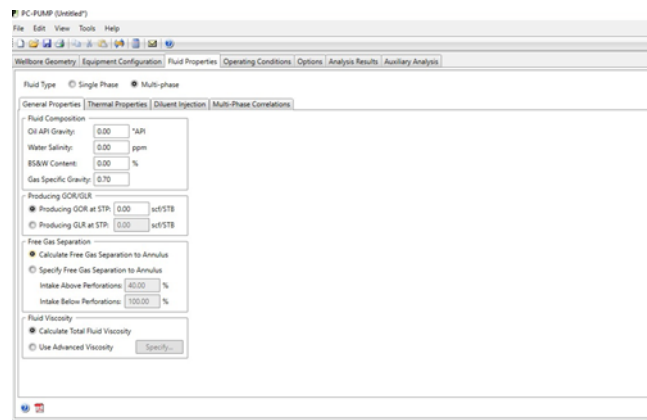 PC-PUMP (Untitled*)
File Edit View Tools Help
Wellbore Geometry Equipment Configuration Fluid Properties Operating Conditions Options Analysis Results Auxiliary Analysis
Fluid Type Single Phase Multi-phase
General Properties Thermal Properties Diluent Injection Multi-Phase Correlations
Fluid Composition
Oil API Gravity: 0.00 °API
Water Salinity: 0.00 ppm
BS&W Content: 0.00 %
Gas Specific Gravity: 0.70
Producing GOR/GLR
Producing GOR at STP: 0.00 scf/STB
Producing GLR at STP: 0.00 scf/STB
Free Gas Separation
Calculate Free Gas Separation to Annulus
Specify Free Gas Separation to Annulus
Intake Above Perforations: 40.00 %
Intake Below Perforations: 100.00 %
Fluid Viscosity
Calculate Total Fluid Viscosity
Use Advanced Viscosity Specify...